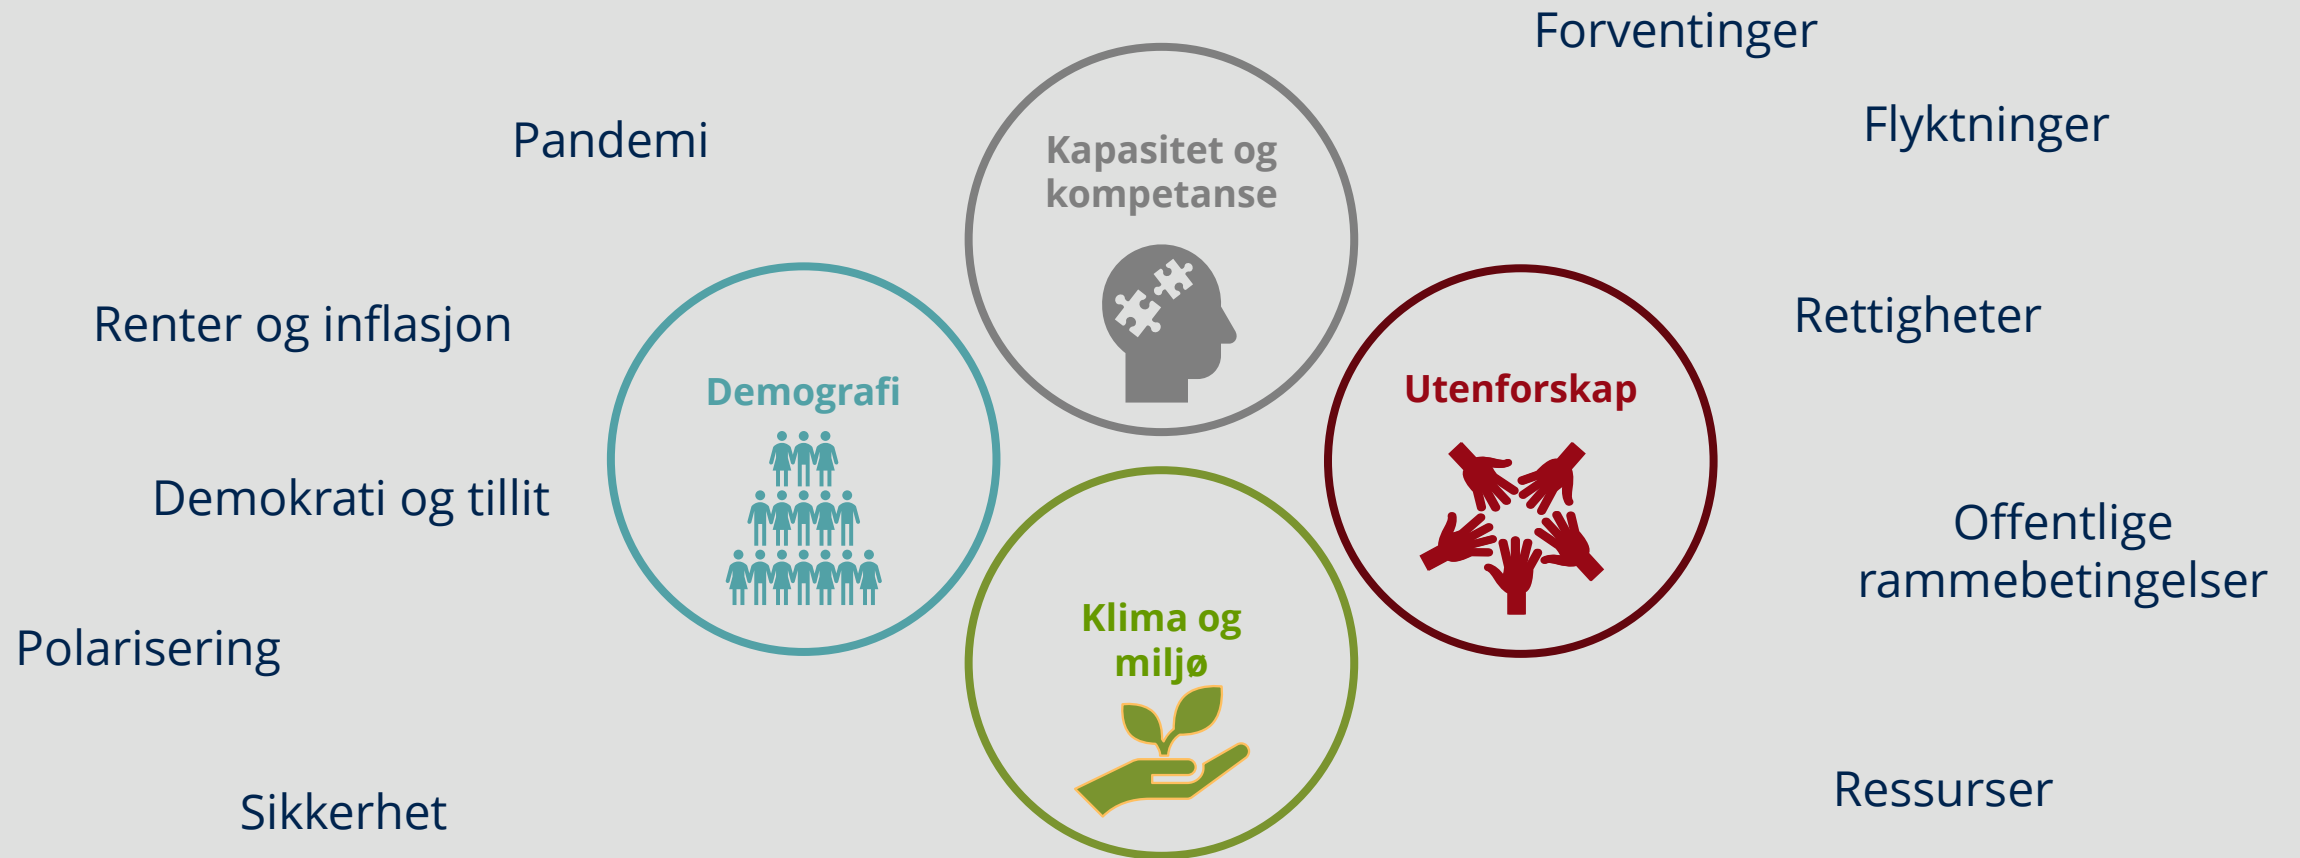 Forventinger
Pandemi
Flyktninger
Kapasitet og
kompetanse
Renter og inflasjon
Rettigheter
Demografi
Utenforskap
Demokrati og tillit
Offentlige
rammebetingelser
Klima og
miljø
Polarisering
Sikkerhet
Ressurser